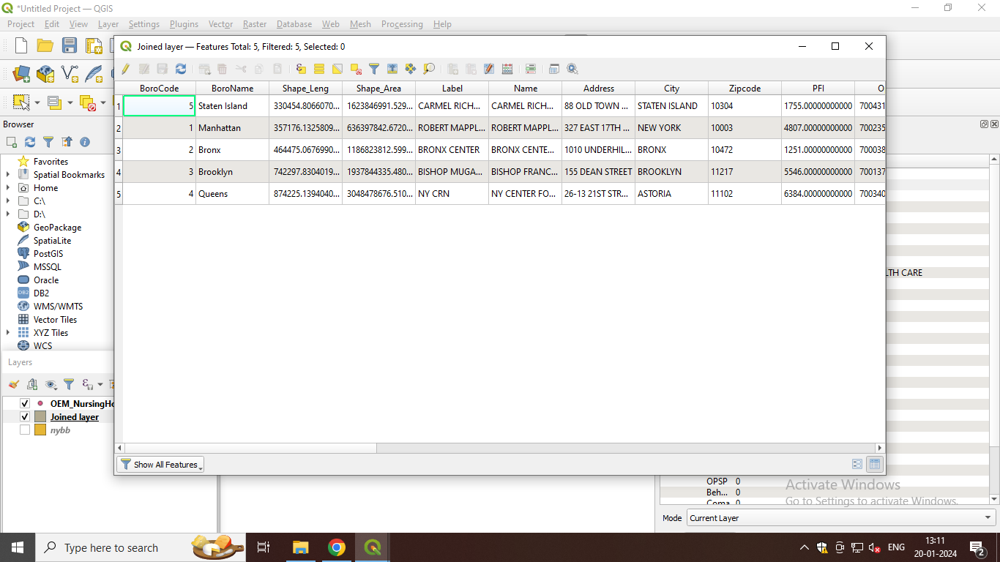 *Untitled Project — QGIS
Project Edit View Layer Settings Plugins Vector Raster Database Web Mesh Processing Help
Joined layer — Features Total: 5, Filtered: 5, Selected: 0
BoroCode BoroName Shape_Leng Shape_Area Label Name Address City Zipcode PFI O
1 5 Staten Island 330454.8066070... 1623846991.529... CARMEL RICH... CARMEL RICH... 88 OLD TOWN ... STATEN ISLAND 10304 1755.00000000000 700431
2 1 Manhattan 357176.1325809... 636397842.6720... ROBERT MAPPL... ROBERT MAPPL... 327 EAST 17TH ... NEW YORK 10003 4807.00000000000 700235
3 2 Bronx 464475.0676990... 1186823812.599... BRONX CENTER BRONX CENTE... 1010 UNDERHIL... BRONX 10472 1251.00000000000 700038
4 3 Brooklyn 742297.8304019... 1937844335.480... BISHOP MUGA... BISHOP FRANC... 155 DEAN STREET BROOKLYN 11217 5546.00000000000 700137
5 4 Queens 874225.1394040... 3048478676.510... NY CRN NY CENTER FO... 26-13 21ST STR... ASTORIA 11102 6384.00000000000 700340
Browser
Favorites
Spatial Bookmarks
Home
C:\
D:\
GeoPackage
SpatiaLite
PostGIS
MSSQL
Oracle
DB2
WMS/WMTS
Vector Tiles
XYZ Tiles
WCS
LTH CARE
Layers
OEM_NursingHo
Joined layer
nybb
Show All Features
OPSP 0
Beh... 0
Coma 0
Activate Windows
Go to Settings to activate Windows.
Mode Current Layer
Type here to search
ENG
13:11
20-01-2024
2